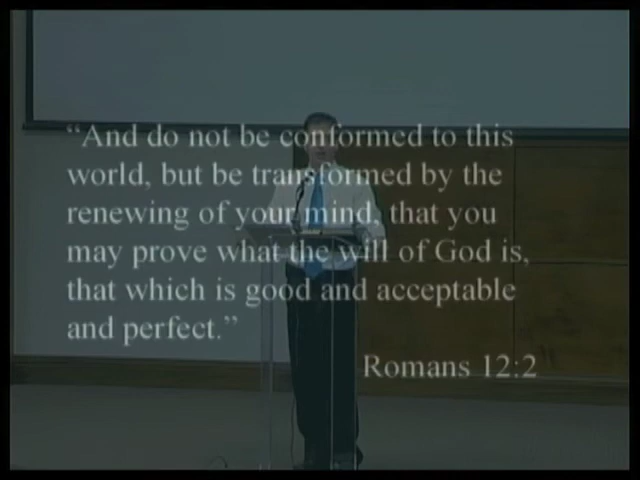 “And do not be conformed to this
world, but be transformed by the
renewing of your mind, that you
may prove what the will of God is,
that which is good and acceptable
and perfect.”
Romans 12:2